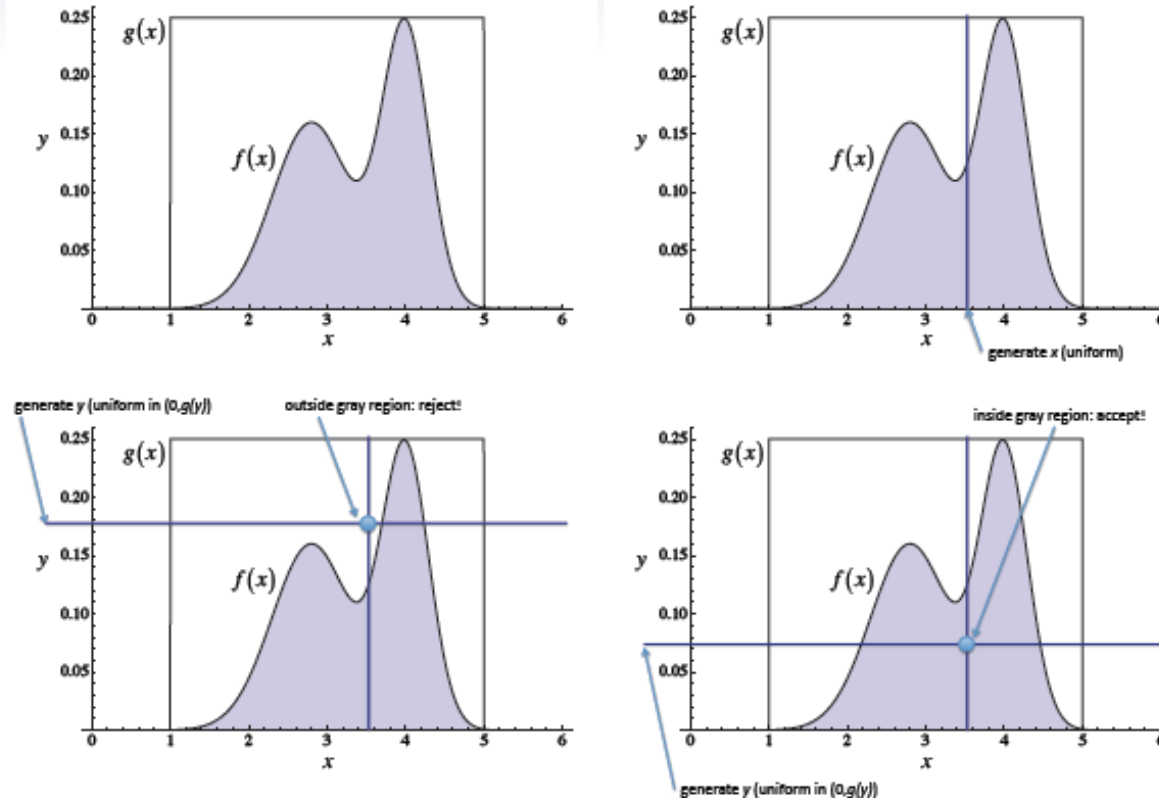 0.25
g(x)
0.20
y
0.15
f(x)
0.10
0.05
0 1 2 3 4 5 6
x
0.25
g(x)
0.20
y
0.15
f(x)
0.10
0.05
0 1 2 3 4 5 6
x
generate x (uniform)
generate y (uniform in (0,g(y))
outside gray region: reject!
0.25
g(x)
0.20
y
0.15
f(x)
0.10
0.05
0 1 2 3 4 5 6
x
inside gray region: accept!
0.25
g(x)
0.20
y
0.15
f(x)
0.10
0.05
0 1 2 3 4 5 6
x
generate y (uniform in (0,g(y))